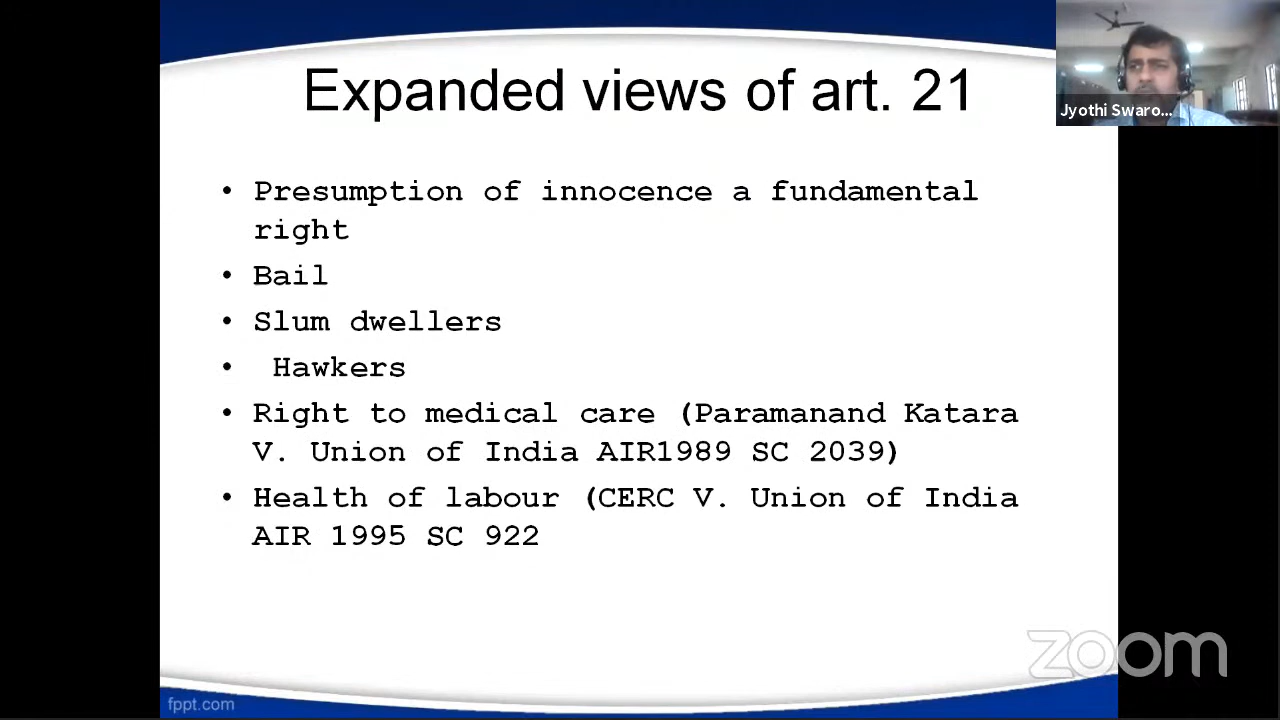 Expanded views of art. 21
Jyothi Swaro...
• Presumption of innocence a fundamental
right
• Bail
• Slum dwellers
• Hawkers
• Right to medical care (Paramanand Katara
V. Union of India AIR1989 SC 2039)
• Health of labour (CERC V. Union of India
AIR 1995 SC 922
zoom
fppt.com